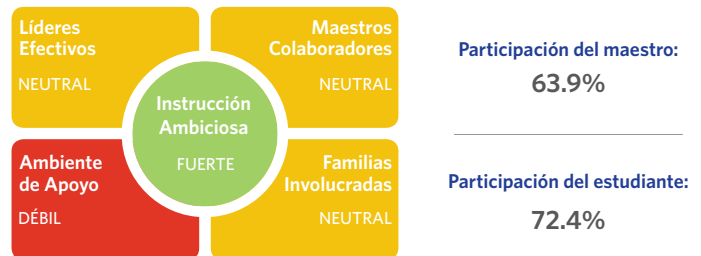 Líderes
Efectivos
NEUTRAL
Maestros
Colaboradores
NEUTRAL
Instrucción
Ambiciosa
FUERTE
Ambiente
de Apoyo
DÉBIL
Familias
Involucradas
NEUTRAL
Participación del maestro:
63.9%
Participación del estudiante:
72.4%